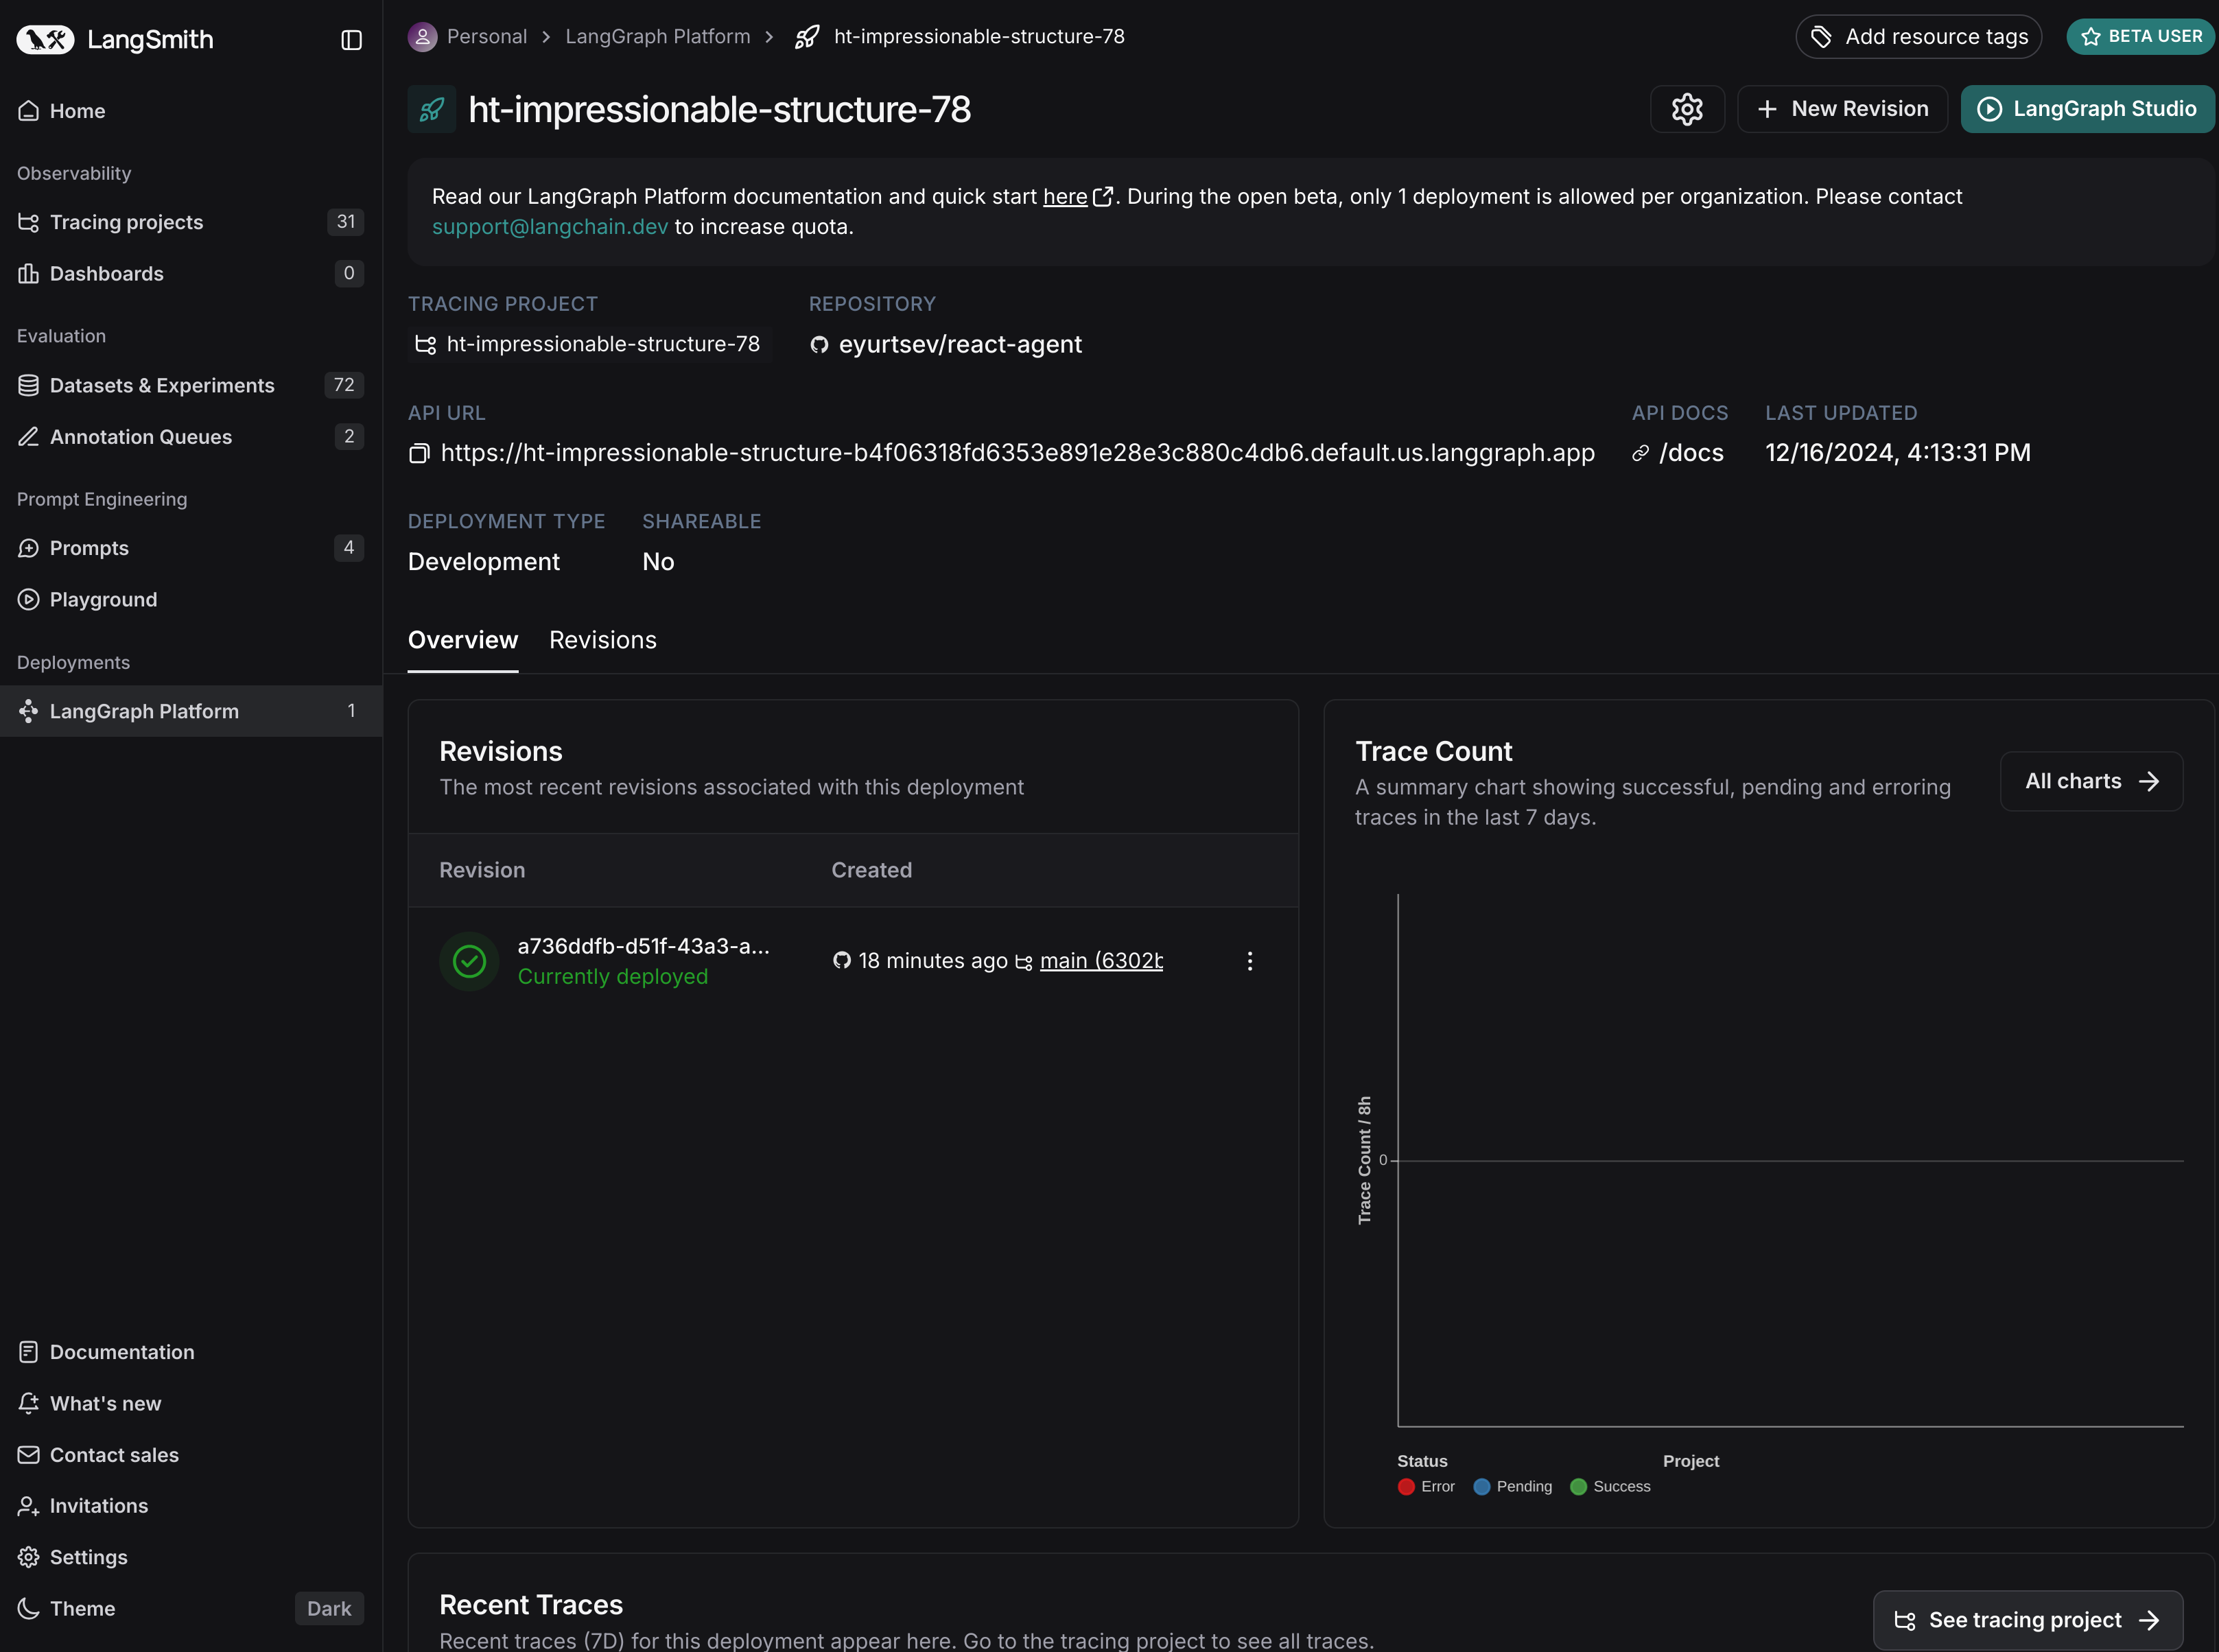 LangSmith
Home
Observability
Tracing projects 31
Dashboards 0
Evaluation
Datasets & Experiments 72
Annotation Queues 2
Prompt Engineering
Prompts 4
Playground
Deployments
LangGraph Platform 1
Documentation
What's new
Contact sales
Invitations
Settings
Theme Dark
Personal > LangGraph Platform > ht-impressionable-structure-78
Add resource tags
BETA USER
ht-impressionable-structure-78
New Revision
LangGraph Studio
Read our LangGraph Platform documentation and quick start here. During the open beta, only 1 deployment is allowed per organization. Please contact
support@langchain.dev to increase quota.
TRACING PROJECT REPOSITORY
ht-impressionable-structure-78 eyurtsev/react-agent
API URL API DOCS LAST UPDATED
https://ht-impressionable-structure-b4f06318fd6353e891e28e3c880c4db6.default.us.langgraph.app /docs 12/16/2024, 4:13:31 PM
DEPLOYMENT TYPE SHAREABLE
Development No
Overview Revisions
Revisions
The most recent revisions associated with this deployment
Revision Created
a736ddfb-d51f-43a3-a...
Currently deployed
18 minutes ago main (6302b
Trace Count
A summary chart showing successful, pending and erroring
traces in the last 7 days.
All charts
Trace Count / 8h
0
Status Project
Error Pending Success
Recent Traces
Recent traces (7D) for this deployment appear here. Go to the tracing project to see all traces.
See tracing project